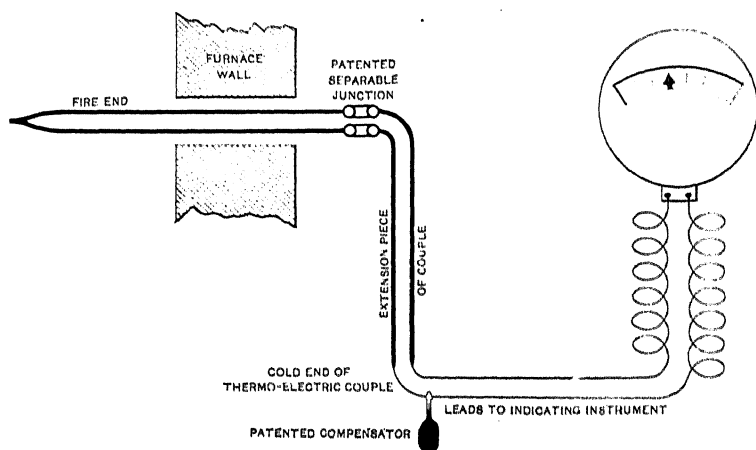 FURNACE
WALL
PATENTED
SEPARABLE
JUNCTION
FIRE END
EXTENSION PIECE
OF COUPLE
COLD END OF
THERMO-ELECTRIC COUPLE
LEADS TO INDICATING INSTRUMENT
PATENTED COMPENSATOR